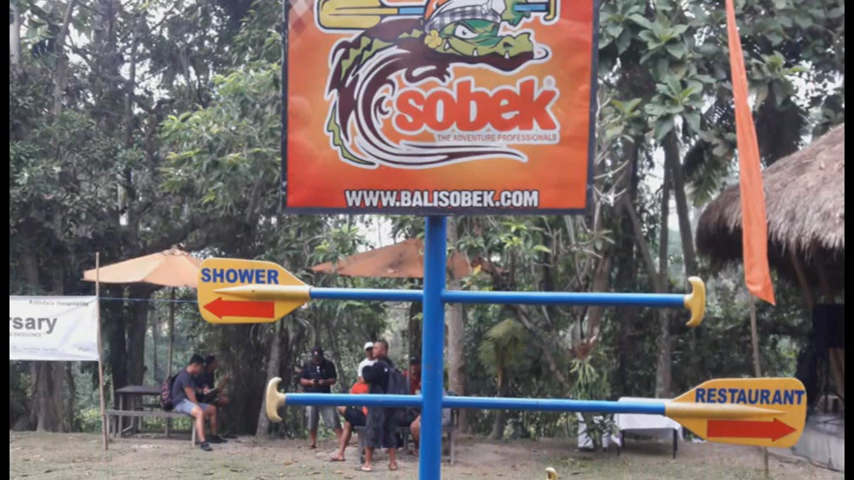 sobek
THE ADVENTURE PROFESSIONALS
WWW.BALISOBEK.COM
SHOWER
sary
RESTAURANT